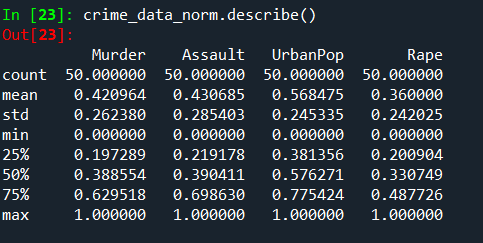 In [23]: crime_data_norm.describe()
Out[23]:
          Murder    Assault   UrbanPop       Rape
count  50.000000  50.000000  50.000000  50.000000
mean    0.420964   0.430685   0.568475   0.360000
std     0.262380   0.285403   0.245335   0.242025
min     0.000000   0.000000   0.000000   0.000000
25%     0.197289   0.219178   0.381356   0.200904
50%     0.388554   0.390411   0.576271   0.330749
75%     0.629518   0.698630   0.775424   0.487726
max     1.000000   1.000000   1.000000   1.000000